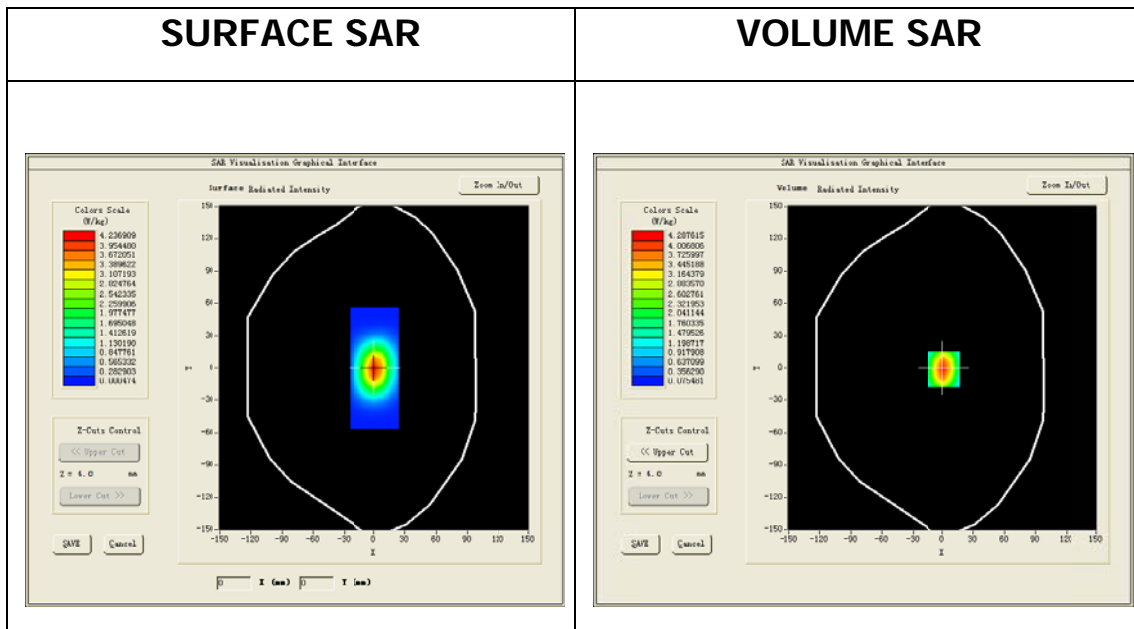 SURFACE SAR
VOLUME SAR
SAR Visualisation Graphical Interface
Surface Radiated Intensity
Zoom In/Out
Colors Scale
(W/kg)
4.236909
3.954480
3.672051
3.389622
3.107193
2.824764
2.542335
2.259906
1.977477
1.695048
1.412619
1.130190
0.847761
0.565332
0.282903
0.000474
150
120
90
60
30
0
-30
-60
-90
-120
-150
Y
-150 -120 -90 -60 -30 0 30 60 90 120 150
X
Z-Cuts Control
<< Upper Cut
Z = 4.0 mm
Lower Cut >>
SAVE Cancel
0 X (mm) 0 Y (mm)
SAR Visualisation Graphical Interface
Volume Radiated Intensity
Zoom In/Out
Colors Scale
(W/kg)
4.287615
4.006806
3.725997
3.445188
3.164379
2.883570
2.602761
2.321953
2.041144
1.760335
1.479526
1.198717
0.917908
0.637099
0.356290
0.075481
150
120
90
60
30
0
-30
-60
-90
-120
-150
Y
-150 -120 -90 -60 -30 0 30 60 90 120 150
X
Z-Cuts Control
<< Upper Cut
Z = 4.0 mm
Lower Cut >>
SAVE Cancel